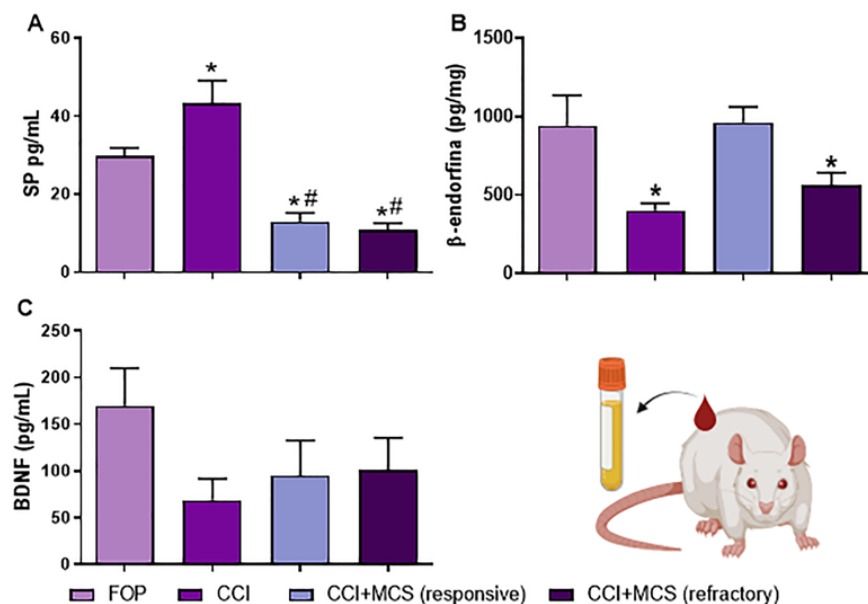 A
60
40
20
0
SP pg/mL
*
*#
*#
B
1500
1000
500
0
β-endorfina (pg/mg)
*
*
C
250
200
150
100
50
0
BDNF (pg/mL)
FOP CCI CCI+MCS (responsive) CCI+MCS (refractory)